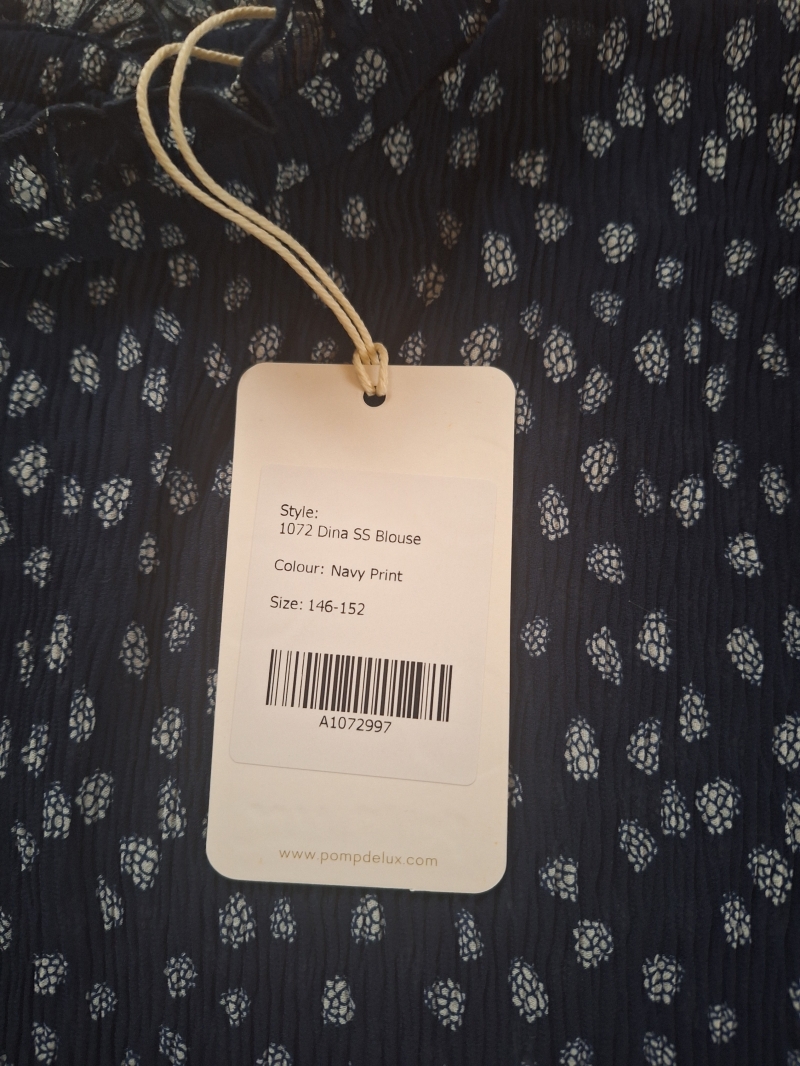 Style:
1072 Dina SS Blouse
Colour: Navy Print
Size: 146-152
A1072997
www.pompdelux.com